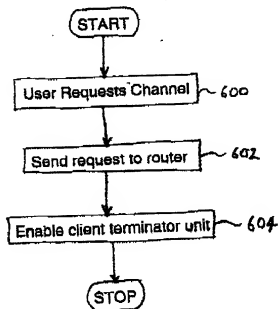 START
User Requests Channel 600
Send request to router 602
Enable client terminator unit 604
STOP